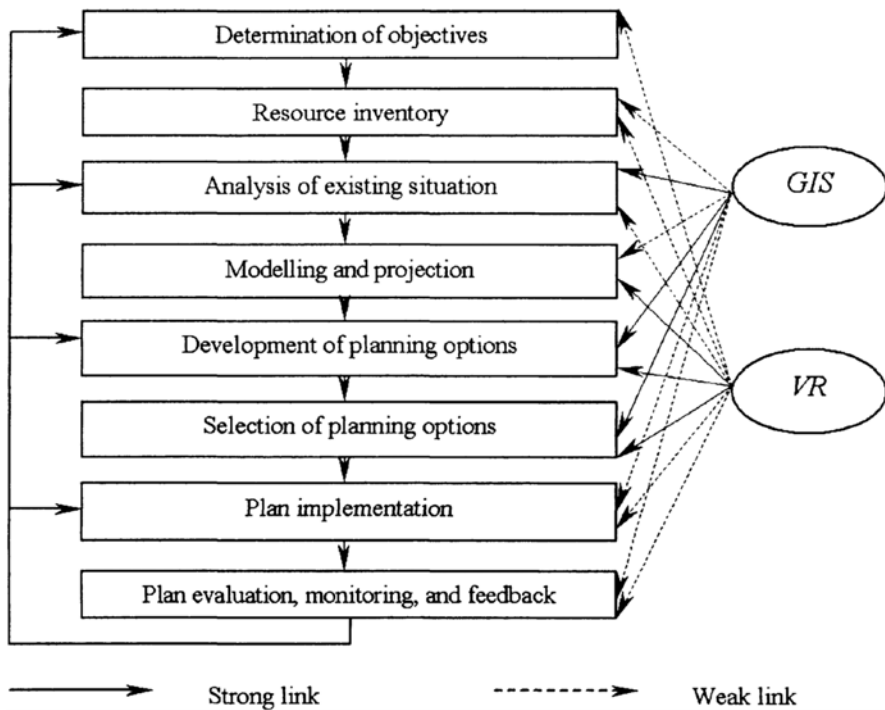 Determination of objectives
Resource inventory
Analysis of existing situation
GIS
Modelling and projection
Development of planning options
VR
Selection of planning options
Plan implementation
Plan evaluation, monitoring, and feedback
Strong link
Weak link